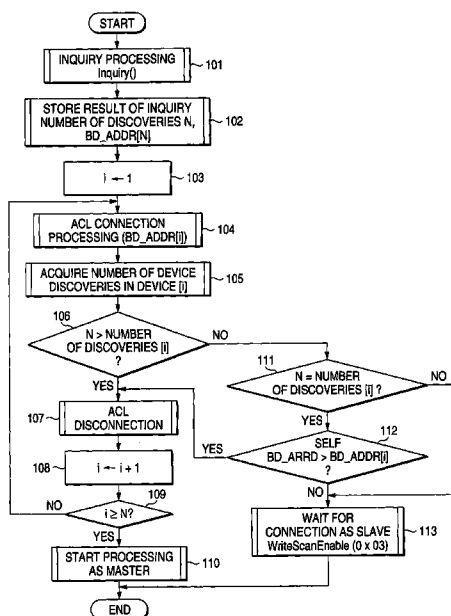 START
INQUIRY PROCESSING
Inquiry()
101
STORE RESULT OF INQUIRY
NUMBER OF DISCOVERIES N,
BD_ADDR[N]
102
i ← 1
103
ACL CONNECTION
PROCESSING (BD_ADDR[i])
104
ACQUIRE NUMBER OF DEVICE
DISCOVERIES IN DEVICE [i]
105
106
N > NUMBER
OF DISCOVERIES [i]
?
NO
YES
111
N = NUMBER
OF DISCOVERIES [i] ?
NO
YES
107
ACL
DISCONNECTION
112
SELF
BD_ARRD > BD_ADDR[i]
?
YES
NO
108
i ← i + 1
109
i ≥ N?
NO
YES
WAIT FOR
CONNECTION AS SLAVE
WriteScanEnable (0 x 03)
113
START PROCESSING
AS MASTER
110
END